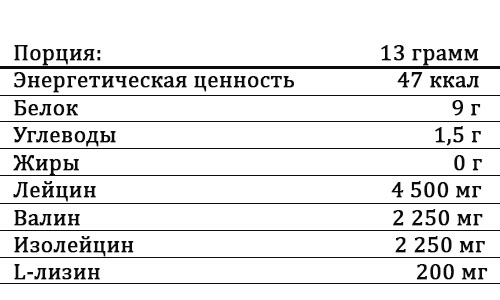 Порция: 13 грамм
Энергетическая ценность 47 ккал
Белок 9 г
Углеводы 1,5 г
Жиры 0 г
Лейцин 4 500 мг
Валин 2 250 мг
Изолейцин 2 250 мг
L-лизин 200 мг